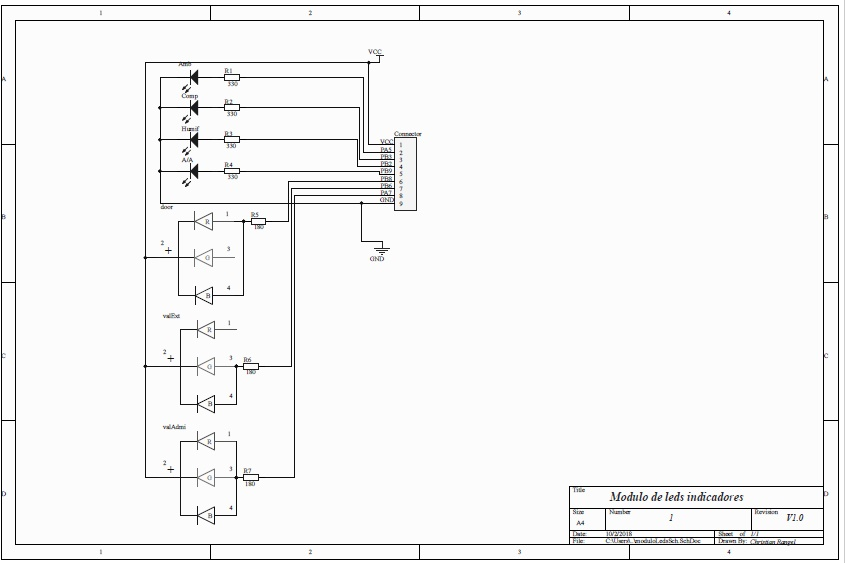 1 2 3 4
A A
B B
C C
D D
VCC
Amb
R1
330
Comp
R2
330
Humif
R3
330
A/A
R4
330
Connector
VCC 1
PA5 2
PB3 3
PB2 4
PB9 5
PB8 6
PB6 7
PA7 8
GND 9
GND
door
R 1
R5
180
2 +
G 3
B 4
valExt
R 1
2 +
G 3
R6
180
B 4
valAdmi
R 1
2 +
G 3
R7
180
B 4
Title
Modulo de leds indicadores
Size Number Revision
A4 1 V1.0
Date: 10/2/2018 Sheet of 1/1
File: C:\Users\..\moduloLedsSch.SchDoc Drawn By: Christian Rangel
1 2 3 4